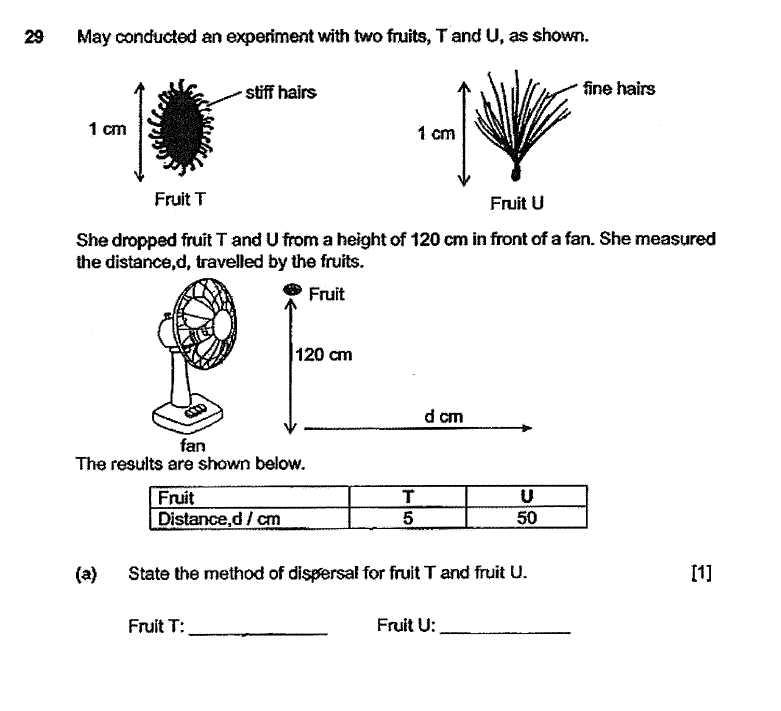 29 May conducted an experiment with two fruits, T and U, as shown.
stiff hairs
fine hairs
1 cm
1 cm
Fruit T
Fruit U
She dropped fruit T and U from a height of 120 cm in front of a fan. She measured
the distance,d, travelled by the fruits.
Fruit
120 cm
d cm
fan
The results are shown below.
Fruit T U
Distance,d / cm 5 50
(a) State the method of dispersal for fruit T and fruit U. [1]
Fruit T: Fruit U: